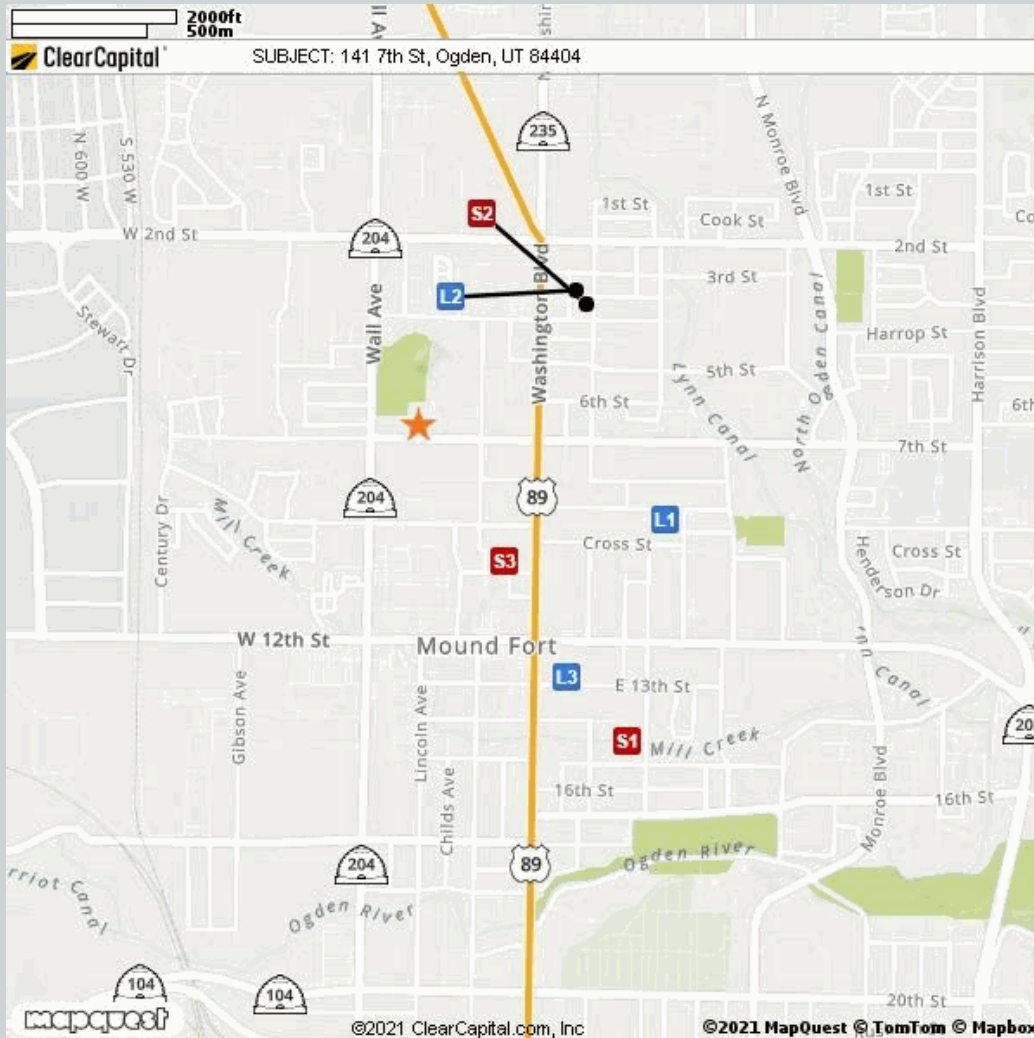 2000ft
500m
ClearCapital
SUBJECT: 141 7th St, Ogden, UT 84404
N 600 W
S 530 W
235
N Monroe Blvd
1st St
1st St
S2
Cook St
W 2nd St
204
2nd St
3rd St
L2
Washington Blvd
Wall Ave
Stewart Dr
North Ogden Canal
Harrop St
Harrison Blvd
5th St
Lynn Canal
6th St
6th
7th St
204
89
L1
Mill Creek
Century Dr
Cross St
Cross St
S3
Henderson Dr
W 12th St
Mound Fort
L3
E 13th St
Gibson Ave
Lincoln Ave
S1
Mill Creek
Childs Ave
16th St
16th St
Monroe Blvd
204
89
Ogden River
Ogden River
104
104
20th St
mapquest
©2021 ClearCapital.com, Inc
©2021 MapQuest © TomTom © Mapbox